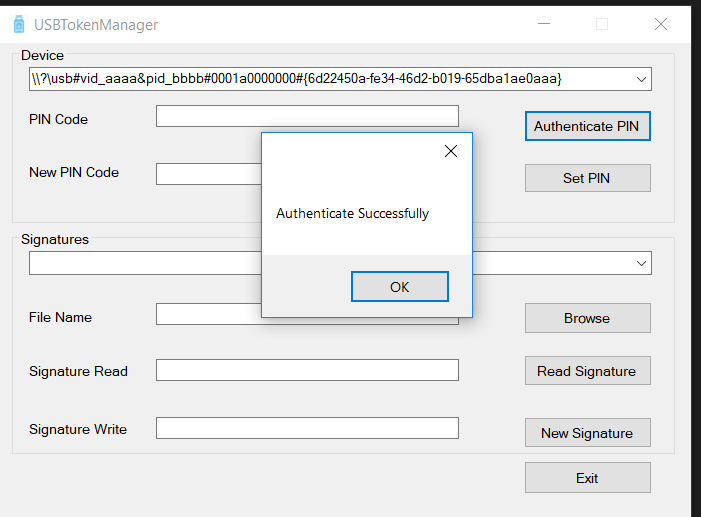 USBTokenManager
Device
\\?\usb#vid_aaaa&pid_bbbb#0001a0000000#{6d22450a-fe34-46d2-b019-65dba1ae0aaa}
PIN Code
Authenticate PIN
New PIN Code
Set PIN
Authenticate Successfully
OK
Signatures
File Name
Browse
Signature Read
Read Signature
Signature Write
New Signature
Exit